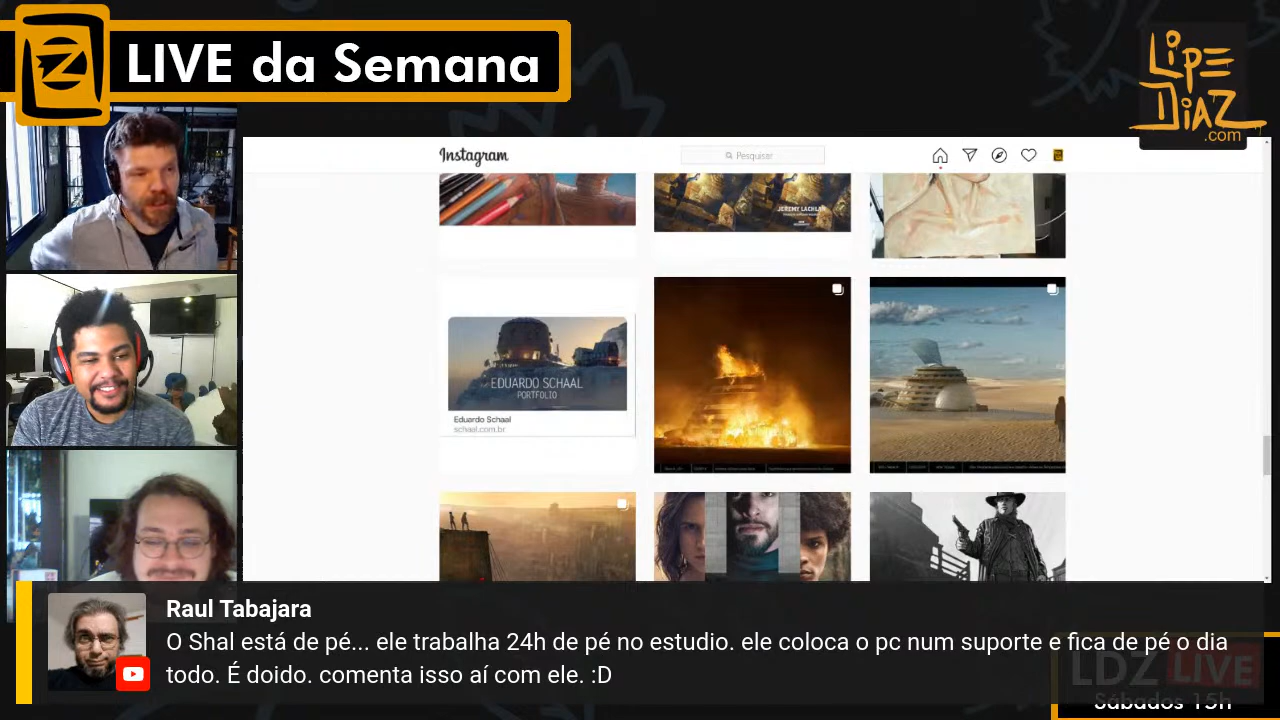 LIVE da Semana
LiPE
DiAZ
.com
Instagram
Pesquisar
JEREMY LACHLAN
EDUARDO SCHAAL
PORTFOLIO
Eduardo Schaal
schaal.com.br
Raul Tabajara
O Shal está de pé... ele trabalha 24h de pé no estudio. ele coloca o pc num suporte e fica de pé o dia
todo. É doido. comenta isso aí com ele. :D
LDZ LIVE
Sábados 15h